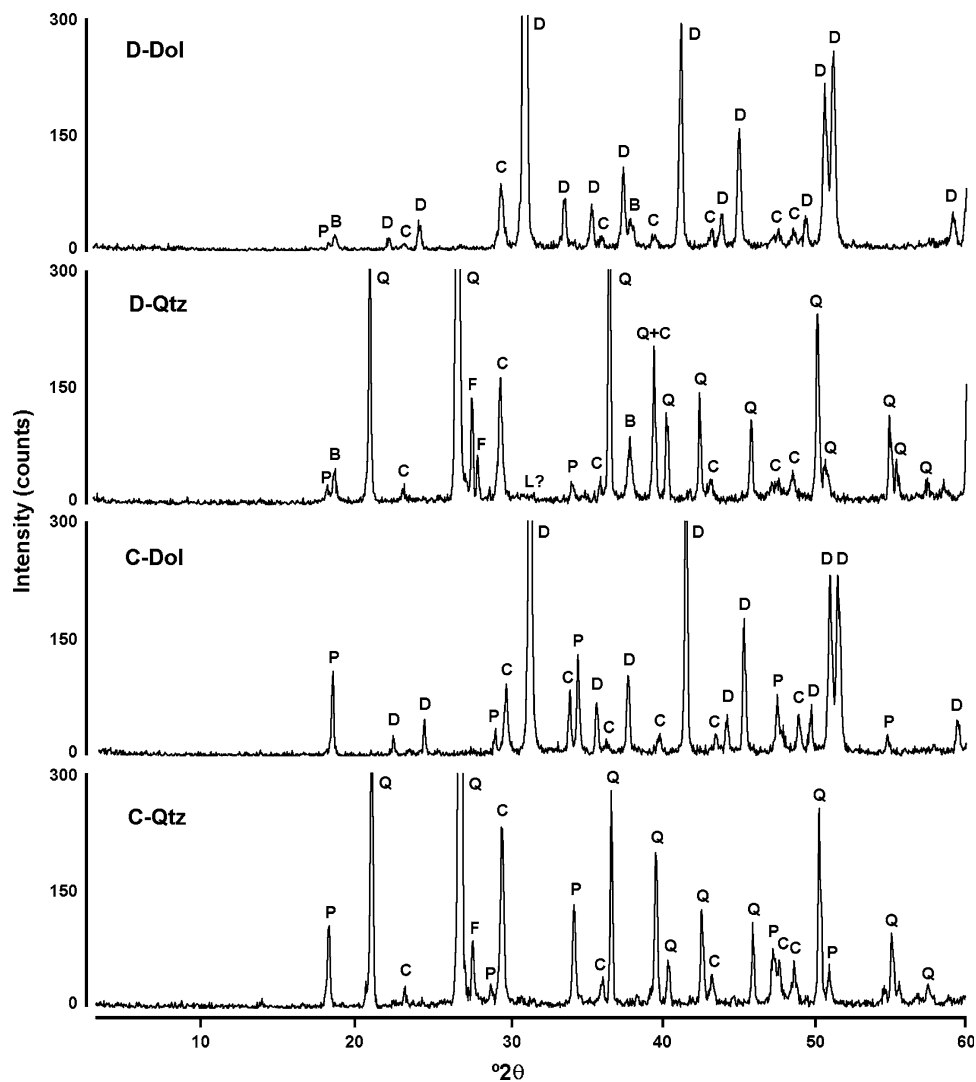 Intensity (counts)
300
150
0
D-Dol
P B D C D C D D D C D B C D C D D C C D D D D
300
150
0
D-Qtz
P B Q C Q F F C L? P C Q B Q+C Q Q C Q C C Q Q Q Q Q
300
150
0
C-Dol
P D D P C D C P D C D C D C D D P C D D D P D
300
150
0
C-Qtz
P Q C Q F P C P C Q Q Q Q C Q P C C Q P Q Q
10 20 30 40 50 60
º2θ